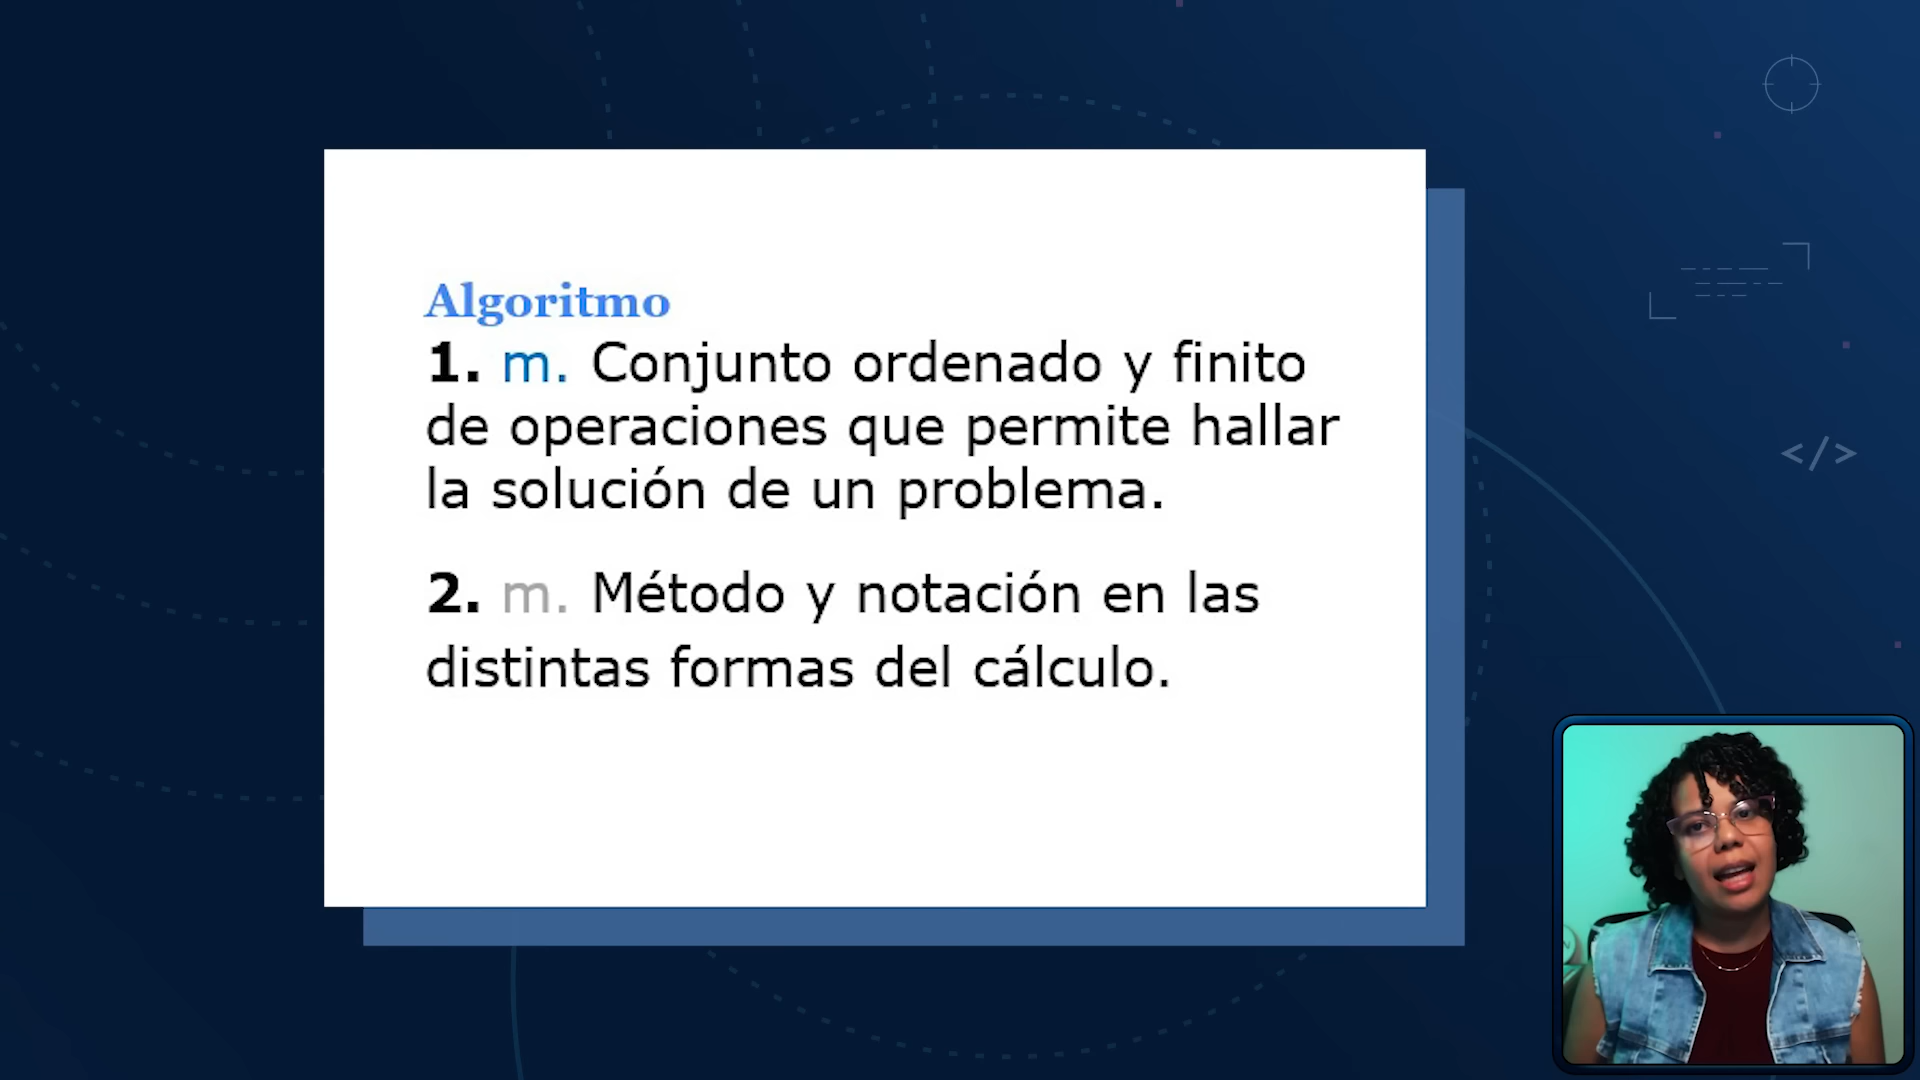 Algoritmo
1. m. Conjunto ordenado y finito
de operaciones que permite hallar
la solución de un problema.
2. m. Método y notación en las
distintas formas del cálculo.
</>